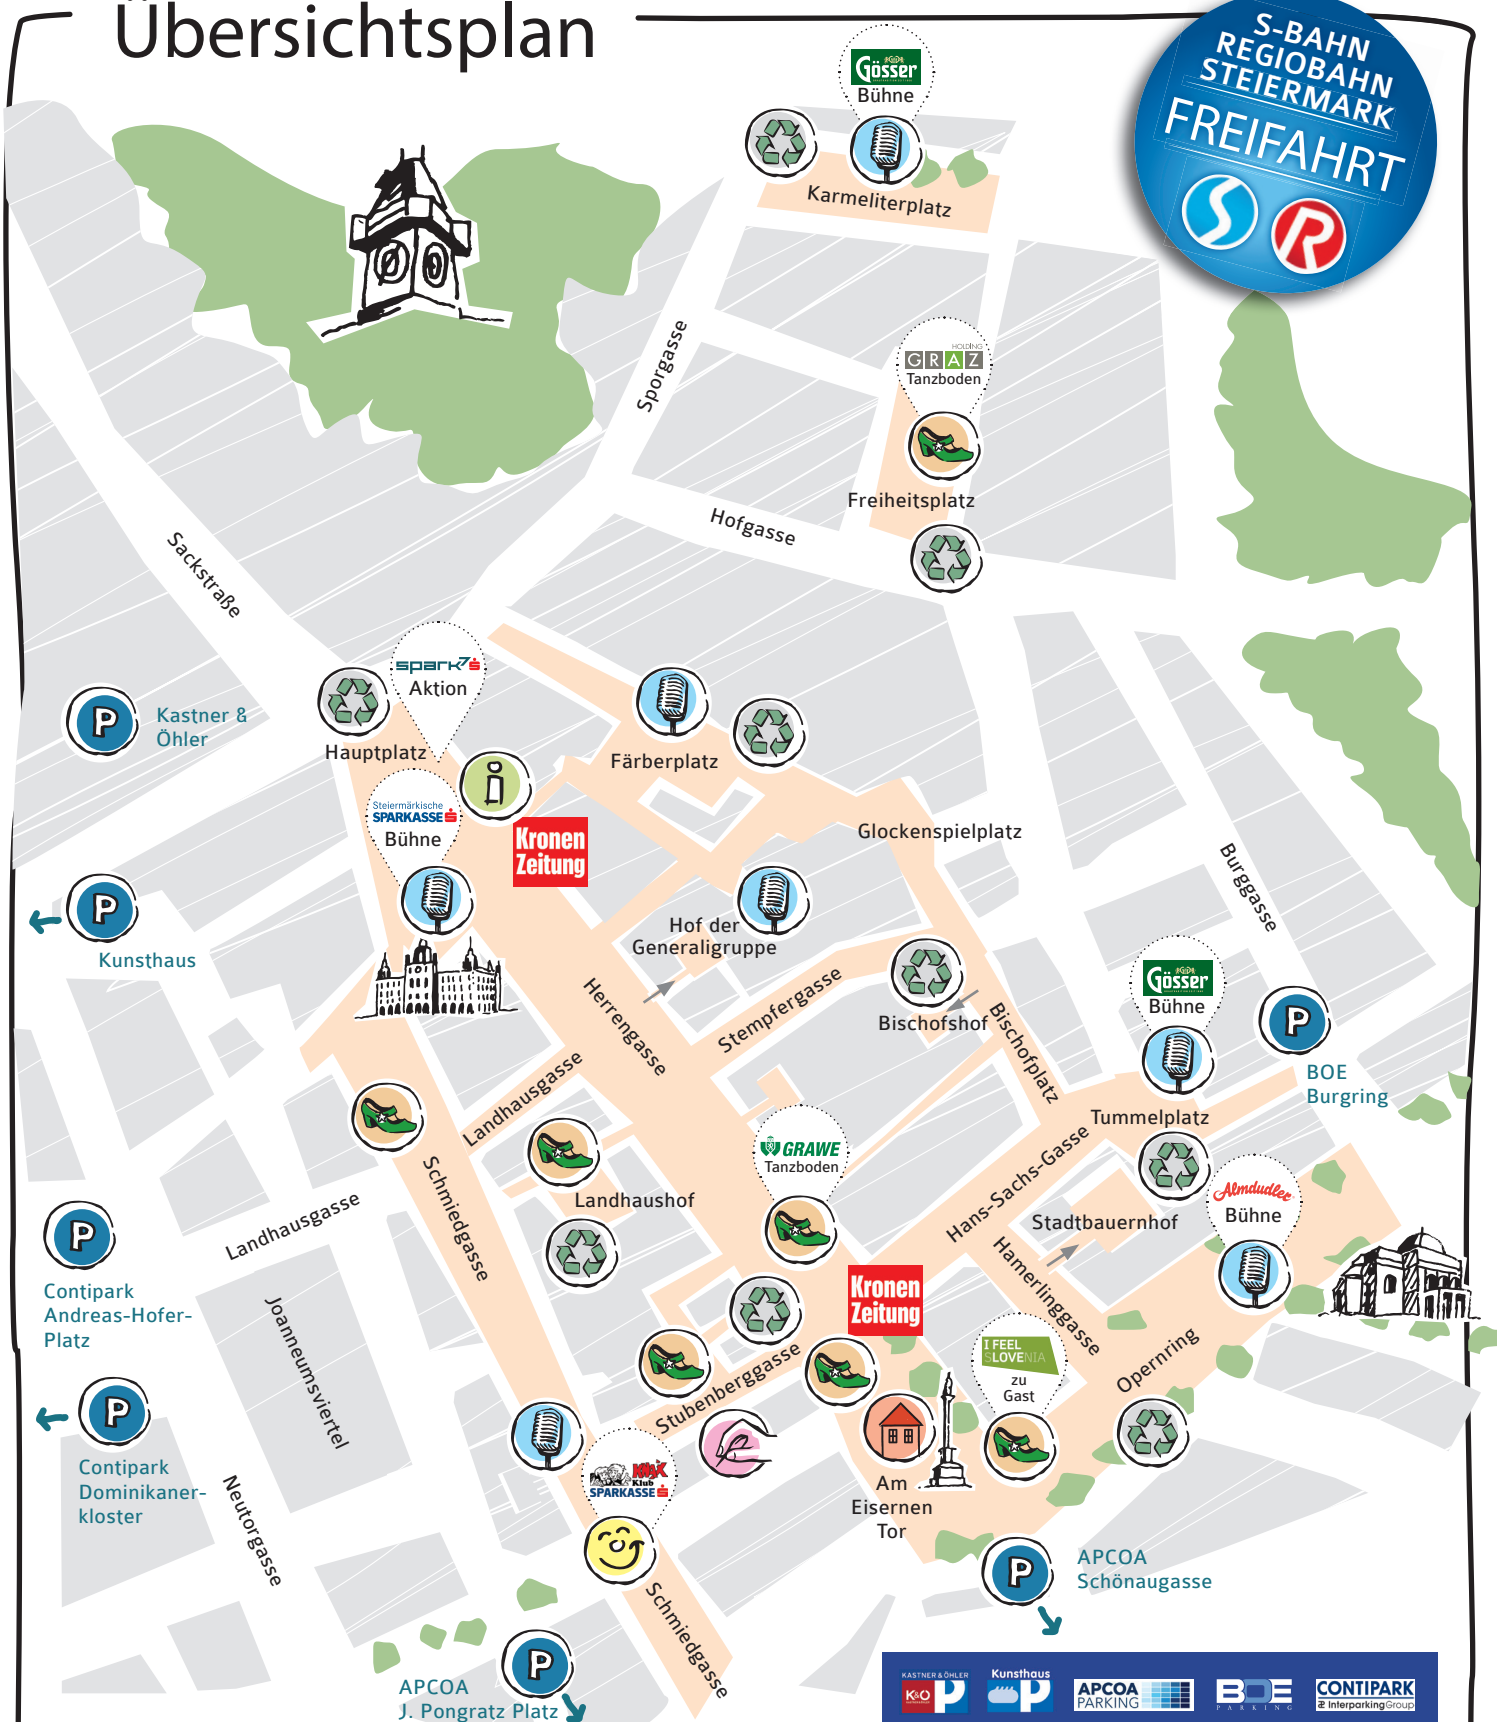 Übersichtsplan
S-BAHN
REGIOBAHN
STEIERMARK
FREIFAHRT
S R
Gösser
Bühne
Karmeliterplatz
HOLDING
GRAZ
Tanzboden
Sporgasse
Freiheitsplatz
Hofgasse
Sackstraße
spark7 s
Aktion
P
Kastner &
Öhler
Hauptplatz
Färberplatz
i
Steiermärkische
SPARKASSE S
Bühne
Kronen
Zeitung
Glockenspielplatz
Burggasse
P
Kunsthaus
Hof der
Generaligruppe
Herrengasse
Stempfergasse
Bischofshof
Bischofplatz
Gösser
Bühne
P
BOE
Burgring
Landhausgasse
GRAWE
Tanzboden
Tummelplatz
Hans-Sachs-Gasse
Almdudler
Bühne
Schmiedgasse
Landhaushof
Stadtbauernhof
Landhausgasse
P
Contipark
Andreas-Hofer-
Platz
Kronen
Zeitung
Hamerlinggasse
Joanneumsviertel
I FEEL
SLOVENIA
zu
Gast
Opernring
Stubenberggasse
P
Contipark
Dominikaner-
kloster
Klub
SPARKASSE S
Am
Eisernen
Tor
Neutorgasse
P
APCOA
Schönaugasse
Schmiedgasse
P
APCOA
J. Pongratz Platz
KASTNER & ÖHLER
K&Ö P
Kunsthaus
P
APCOA
PARKING
BOE
PARKING
CONTIPARK
Interparking Group